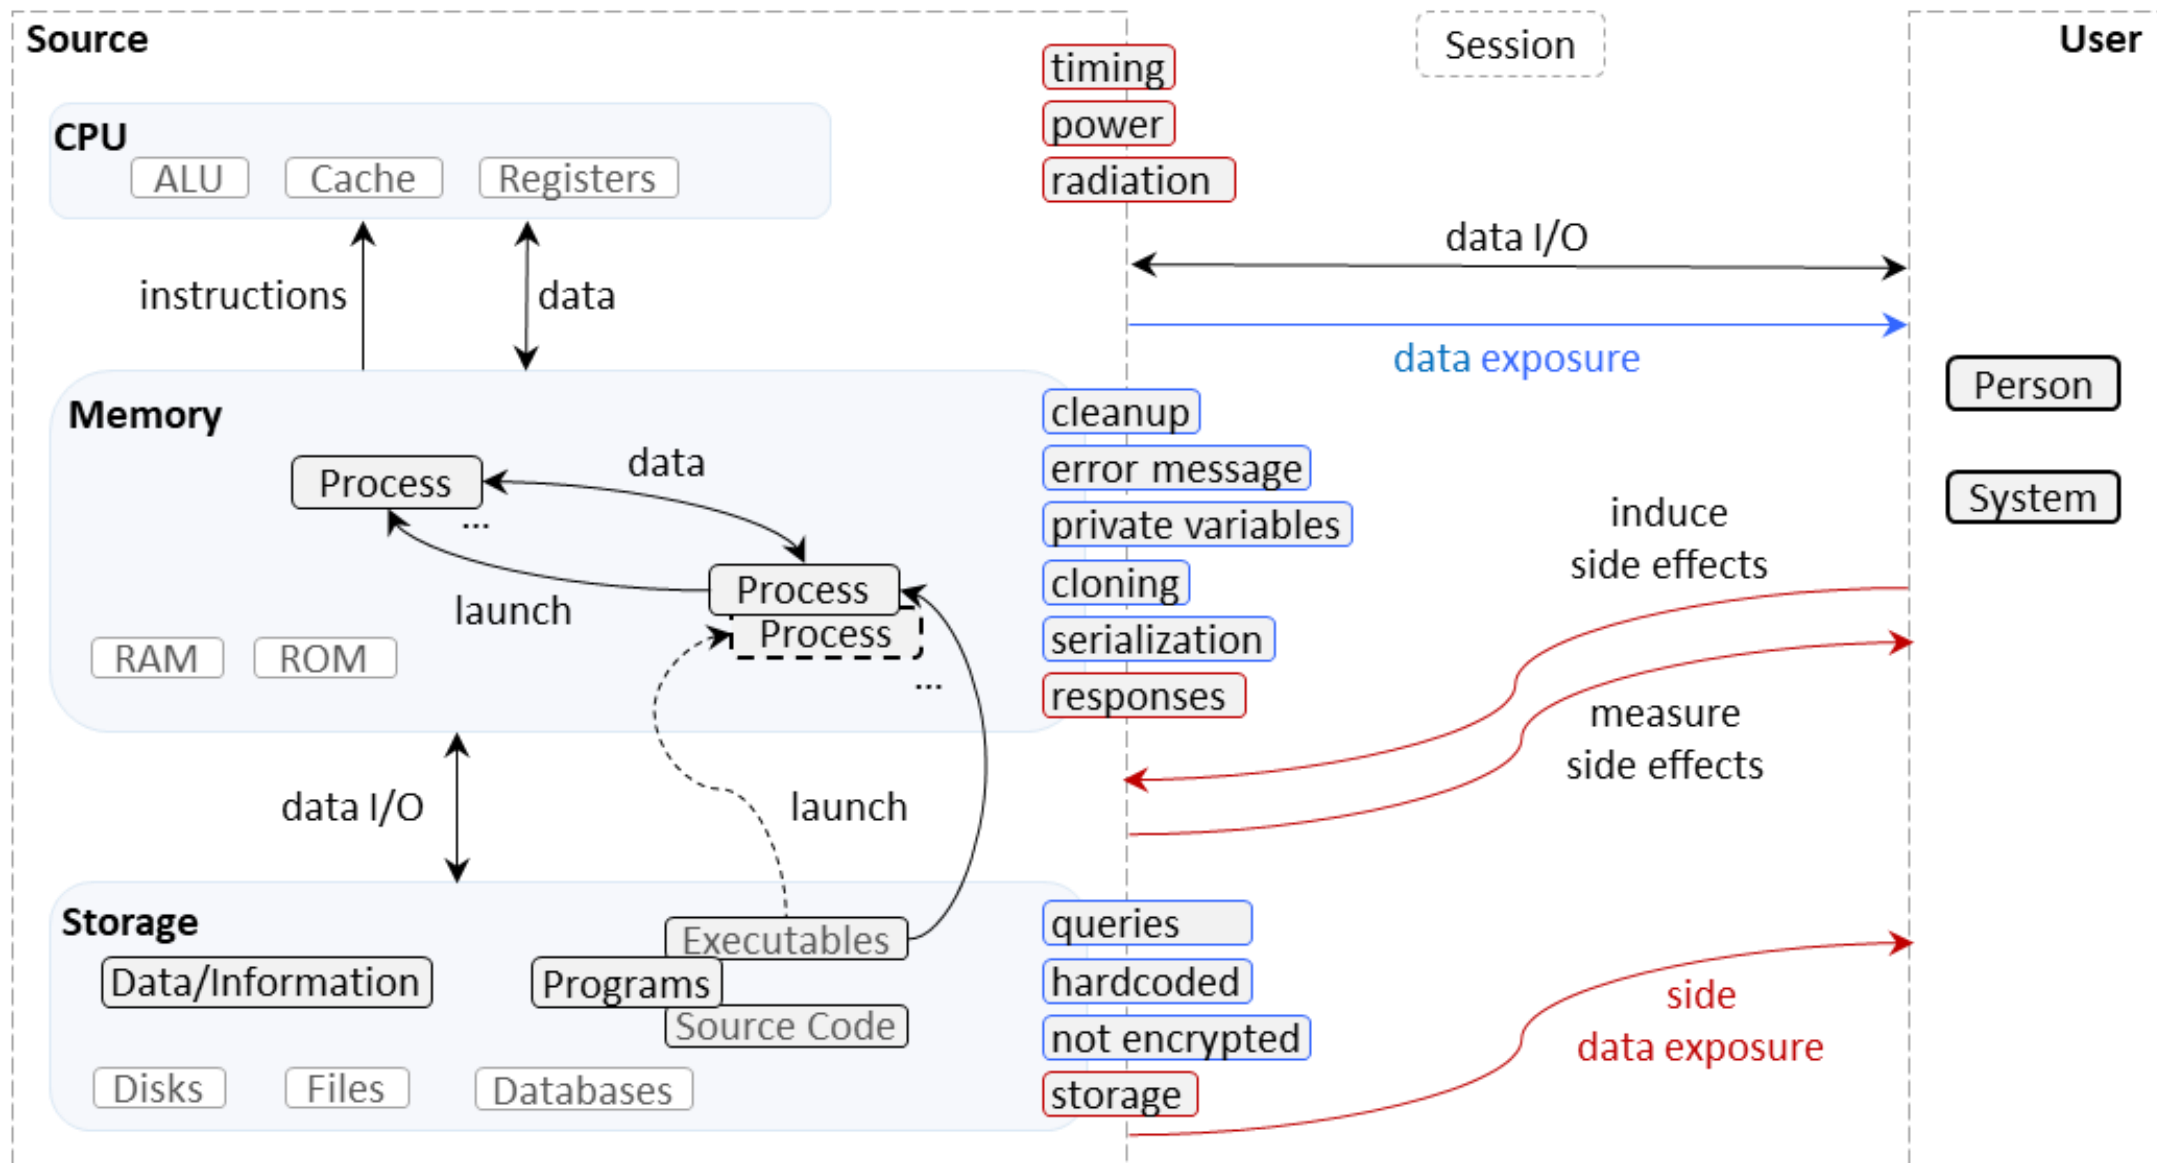 Source
Session
User
timing
power
radiation
CPU
ALU
Cache
Registers
instructions
data
data I/O
data exposure
Memory
Process
...
data
Process
Process
...
launch
RAM
ROM
cleanup
error message
private variables
cloning
serialization
responses
Person
System
induce
side effects
measure
side effects
data I/O
launch
Storage
Data/Information
Executables
Programs
Source Code
Disks
Files
Databases
queries
hardcoded
not encrypted
storage
side
data exposure